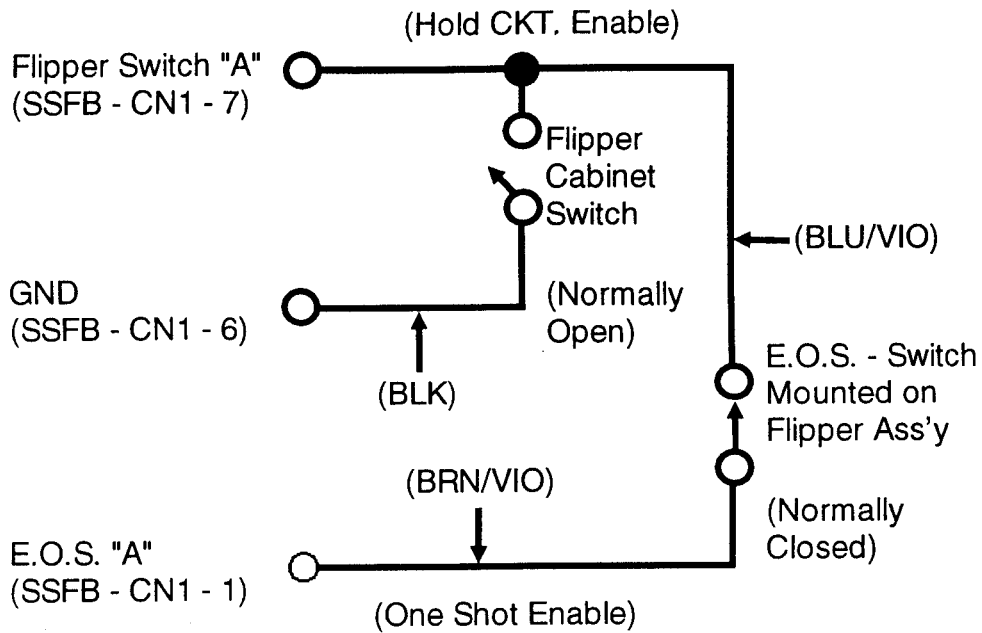 (Hold CKT. Enable)
Flipper Switch "A"
(SSFB - CN1 - 7)
Flipper
Cabinet
Switch
(BLU/VIO)
GND
(SSFB - CN1 - 6)
(Normally
Open)
(BLK)
E.O.S. - Switch
Mounted on
Flipper Ass'y
(BRN/VIO)
(Normally
Closed)
E.O.S. "A"
(SSFB - CN1 - 1)
(One Shot Enable)